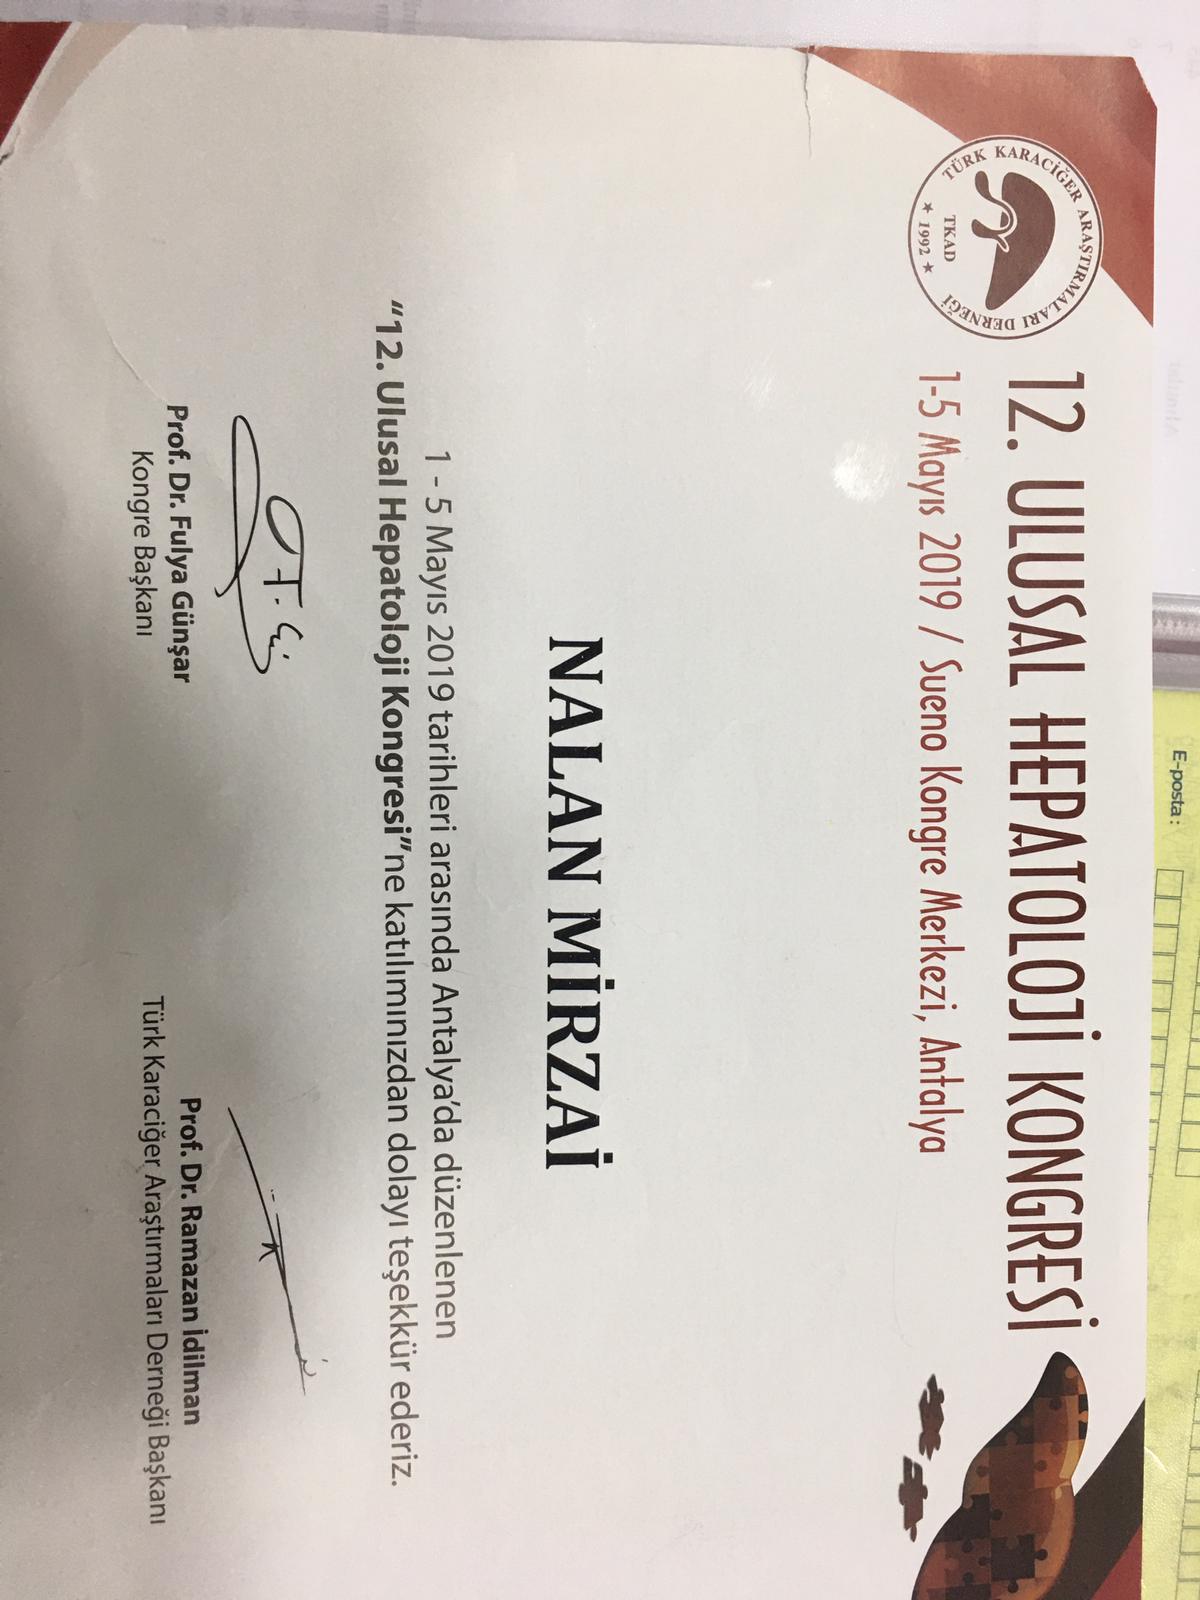 TÜRK KARACİĞER ARAŞTIRMALARI DERNEĞİ
TKAD
★ 1992 ★
12. ULUSAL HEPATOLOJİ KONGRESİ
1-5 Mayıs 2019 / Sueno Kongre Merkezi, Antalya
NALAN MİRZAİ
1 - 5 Mayıs 2019 tarihleri arasında Antalya'da düzenlenen
“12. Ulusal Hepatoloji Kongresi”ne katılımınızdan dolayı teşekkür ederiz.
Prof. Dr. Fulya Günşar
Kongre Başkanı
Prof. Dr. Ramazan İdilman
Türk Karaciğer Araştırmaları Derneği Başkanı
E-posta :